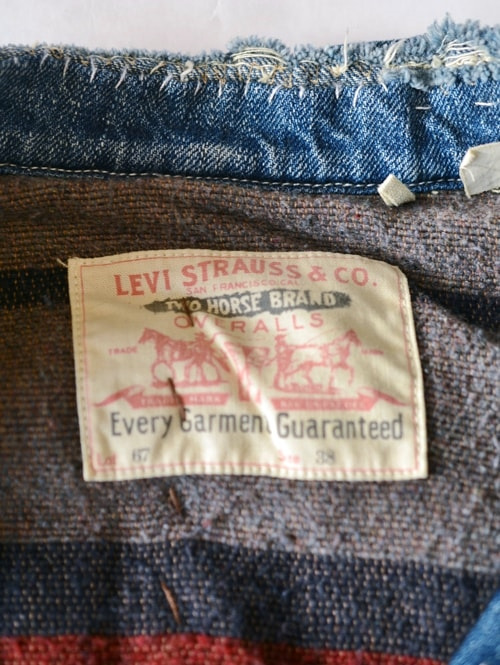 LEVI STRAUSS & CO.
SAN FRANCISCO, CAL.
TWO HORSE BRAND
OVERALLS
TRADE MARK
Every Garment Guaranteed
67 38